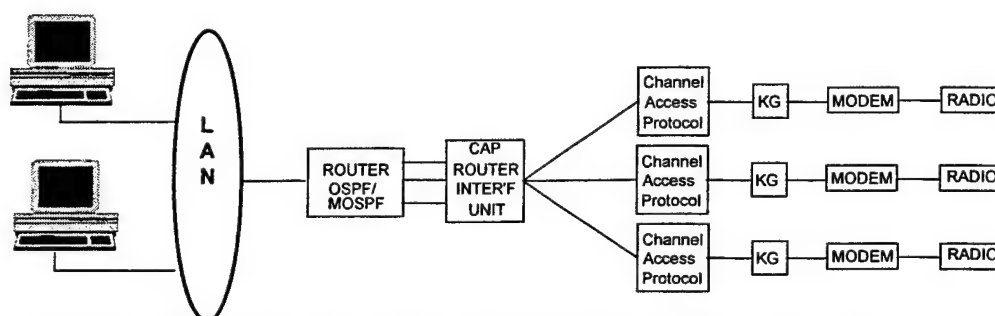 L
A
N
ROUTER
OSPF/
MOSPF
CAP
ROUTER
INTER'F
UNIT
Channel
Access
Protocol
KG
MODEM
RADIO
Channel
Access
Protocol
KG
MODEM
RADIO
Channel
Access
Protocol
KG
MODEM
RADIO